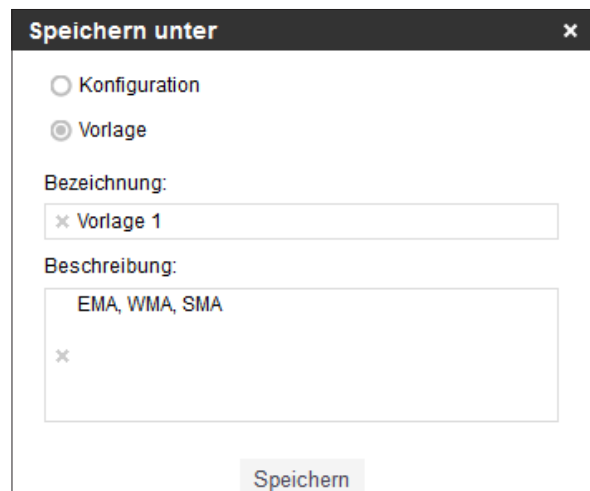 Speichern unter
Konfiguration
Vorlage
Bezeichnung:
Vorlage 1
Beschreibung:
EMA, WMA, SMA
Speichern